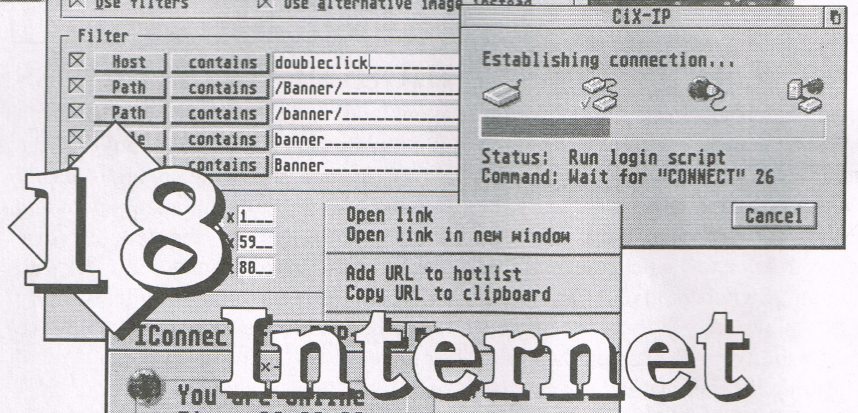 Use filters
Use alternative image instead
CiX-IP
Filter
Host contains doubleclick
Path contains /Banner/
Path contains /banner/
contains banner
contains Banner
Establishing connection...
Status: Run login script
Command: Wait for "CONNECT" 26
Cancel
18
x 1
x 59
x 80
Open link
Open link in new window
Add URL to hotlist
Copy URL to clipboard
IConnect
Internet
You are online